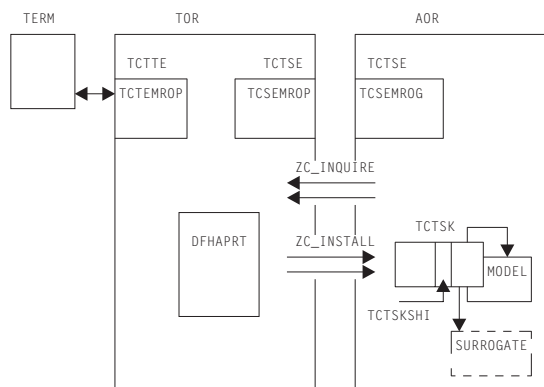 TERM TOR AOR
TCTTE TCTSE TCTSE
TCTEMROP TCSEMROP TCSEMROG
ZC_INQUIRE
DFHAPRT ZC_INSTALL TCTSK
MODEL
TCTSKSHI
SURROGATE